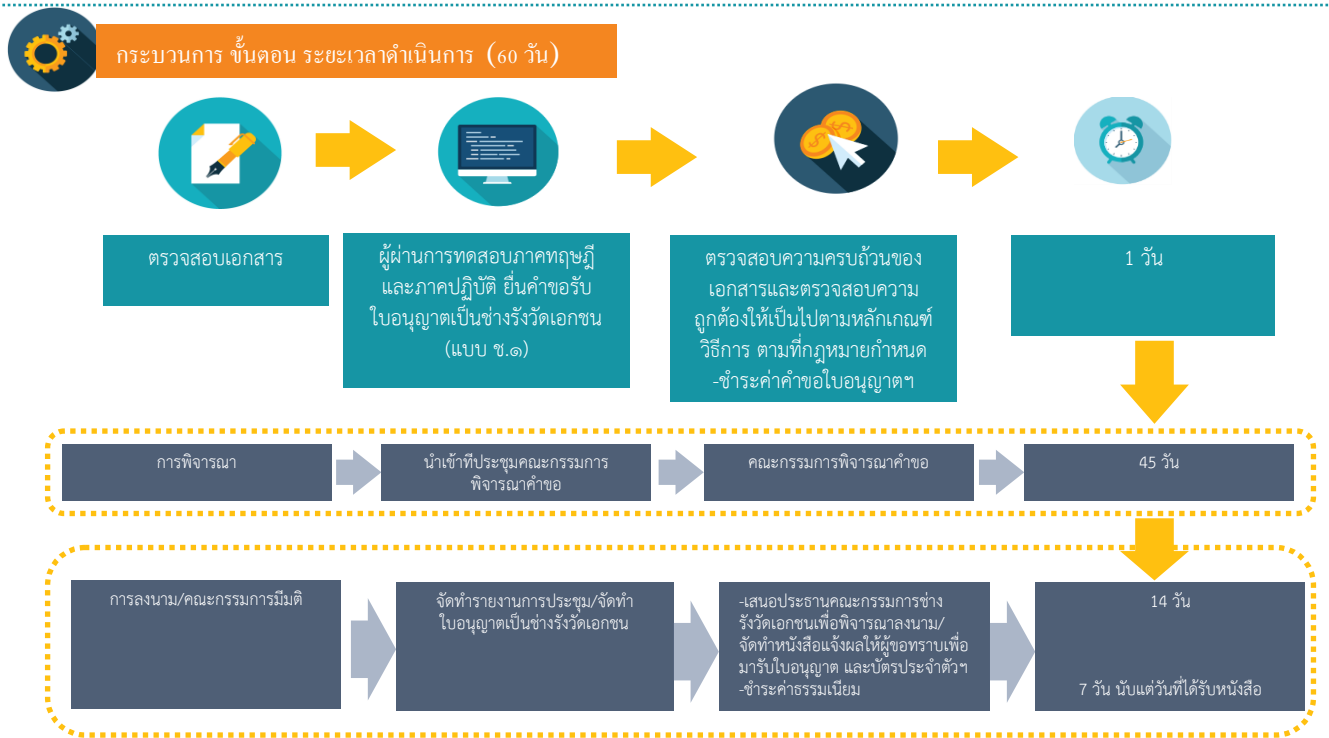 กระบวนการ ขั้นตอน ระยะเวลาดำเนินการ (60 วัน)
ตรวจสอบเอกสาร
ผู้ผ่านการทดสอบภาคทฤษฎี
และภาคปฏิบัติ ยื่นคำขอรับ
ใบอนุญาตเป็นช่างรังวัดเอกชน
(แบบ ช.๑)
ตรวจสอบความครบถ้วนของ
เอกสารและตรวจสอบความ
ถูกต้องให้เป็นไปตามหลักเกณฑ์
วิธีการ ตามที่กฎหมายกำหนด
-ชำระค่าคำขอใบอนุญาตฯ
1 วัน
การพิจารณา
นำเข้าที่ประชุมคณะกรรมการ
พิจารณาคำขอ
คณะกรรมการพิจารณาคำขอ
45 วัน
การลงนาม/คณะกรรมการมีมติ
จัดทำรายงานการประชุม/จัดทำ
ใบอนุญาตเป็นช่างรังวัดเอกชน
-เสนอประธานคณะกรรมการช่าง
รังวัดเอกชนเพื่อพิจารณาลงนาม/
จัดทำหนังสือแจ้งผลให้ผู้ขอทราบเพื่อ
มารับใบอนุญาต และบัตรประจำตัวฯ
-ชำระค่าธรรมเนียม
14 วัน
7 วัน นับแต่วันที่ได้รับหนังสือ